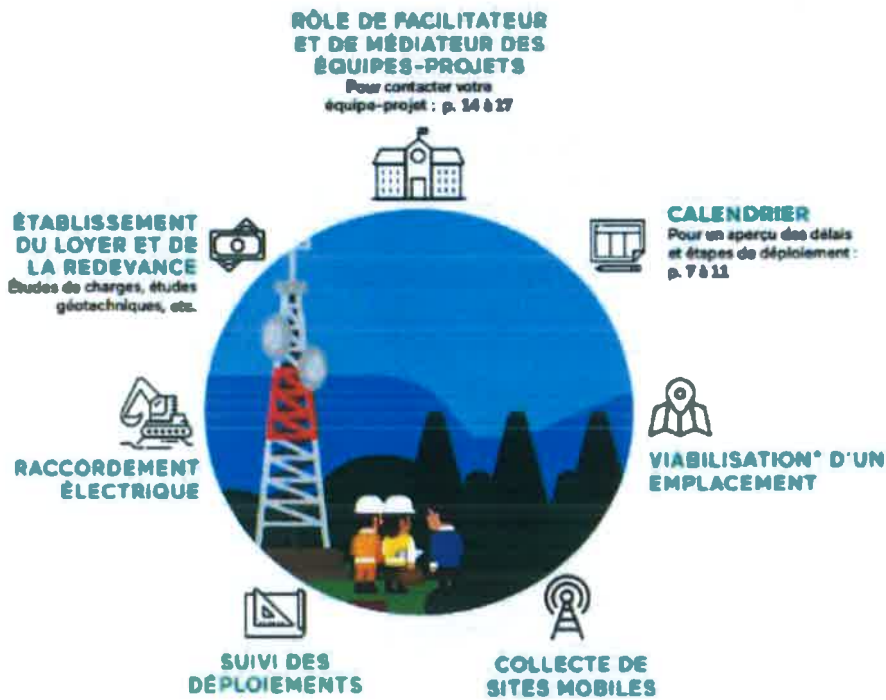 RÔLE DE FACILITATEUR
ET DE MÉDIATEUR DES
ÉQUIPES-PROJETS
Pour contacter votre
équipe-projet : p. 14 à 17
CALENDRIER
Pour un aperçu des délais
et étapes de déploiement :
p. 7 à 11
ÉTABLISSEMENT
DU LOYER ET DE
LA REDEVANCE
Études de charges, études
géotechniques, etc.
VIABILISATION* D'UN
EMPLACEMENT
RACCORDEMENT
ÉLECTRIQUE
SUIVI DES
DÉPLOIEMENTS
COLLECTE DE
SITES MOBILES